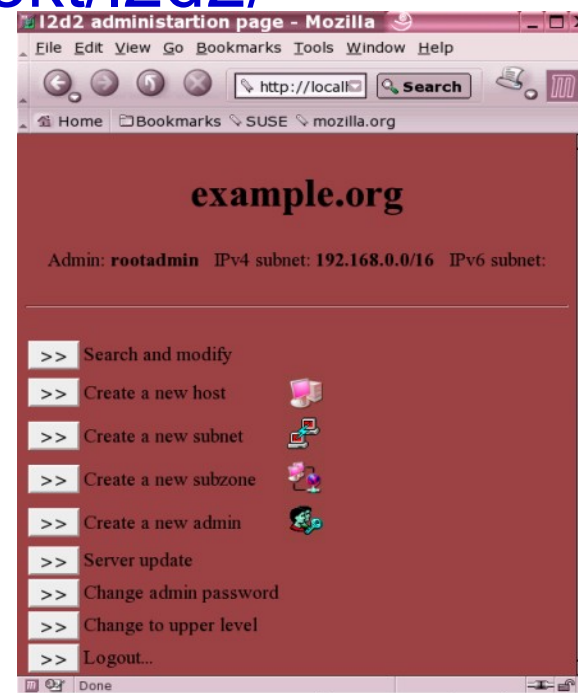 l2d2 administartion page - Mozilla
File Edit View Go Bookmarks Tools Window Help
http://localh Search
Home Bookmarks SUSE mozilla.org
example.org
Admin: rootadmin IPv4 subnet: 192.168.0.0/16 IPv6 subnet:
>> Search and modify
>> Create a new host
>> Create a new subnet
>> Create a new subzone
>> Create a new admin
>> Server update
>> Change admin password
>> Change to upper level
>> Logout...
Done